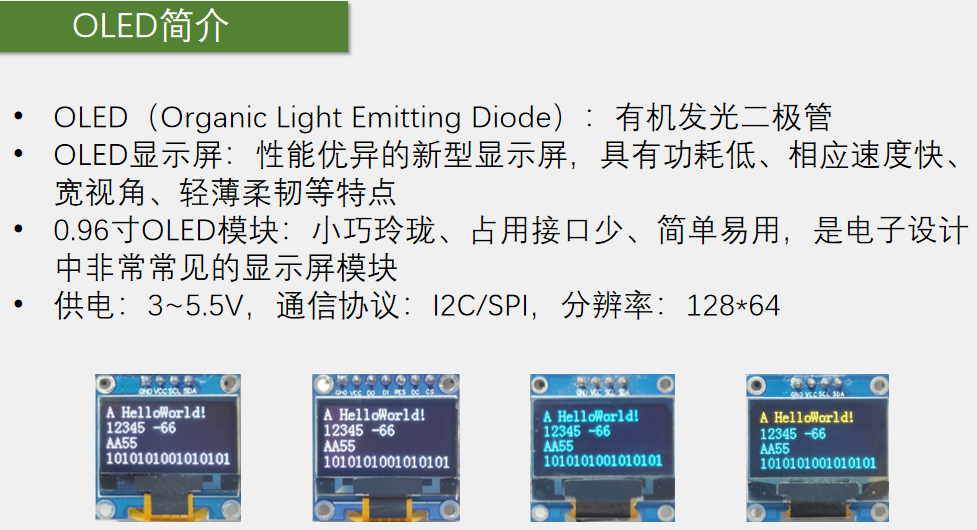 OLED简介
• OLED（Organic Light Emitting Diode）：有机发光二极管
• OLED显示屏：性能优异的新型显示屏，具有功耗低、相应速度快、
宽视角、轻薄柔韧等特点
• 0.96寸OLED模块：小巧玲珑、占用接口少、简单易用，是电子设计
中非常常见的显示屏模块
• 供电：3~5.5V，通信协议：I2C/SPI，分辨率：128*64
GND VCC SCL SDA
A HelloWorld!
12345 -66
AA55
1010101001010101
GND VCC D0 D1 RES DC CS
A HelloWorld!
12345 -66
AA55
1010101001010101
GND VCC SCL SDA
A HelloWorld!
12345 -66
AA55
1010101001010101
GND VCC SCL SDA
A HelloWorld!
12345 -66
AA55
1010101001010101